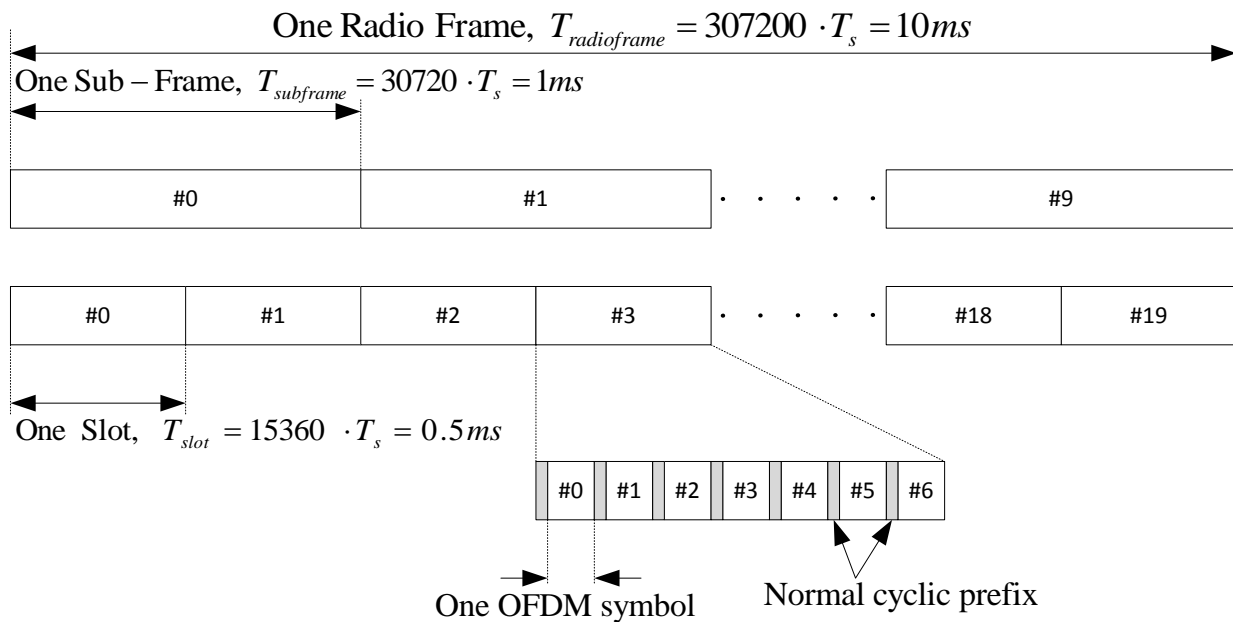 One Radio Frame, T_radioframe = 307200 ·T_s = 10ms
One Sub – Frame, T_subframe = 30720 ·T_s = 1ms
#0 #1 · · · · · #9
#0 #1 #2 #3 · · · · · #18 #19
One Slot, T_slot = 15360 ·T_s = 0.5ms
#0 #1 #2 #3 #4 #5 #6
One OFDM symbol
Normal cyclic prefix